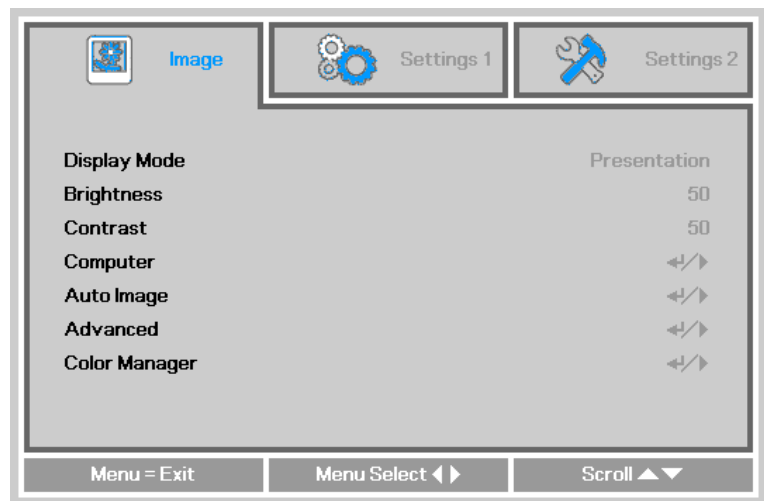 Image Settings 1 Settings 2
Display Mode Presentation
Brightness 50
Contrast 50
Computer
Auto Image
Advanced
Color Manager
Menu = Exit Menu Select Scroll